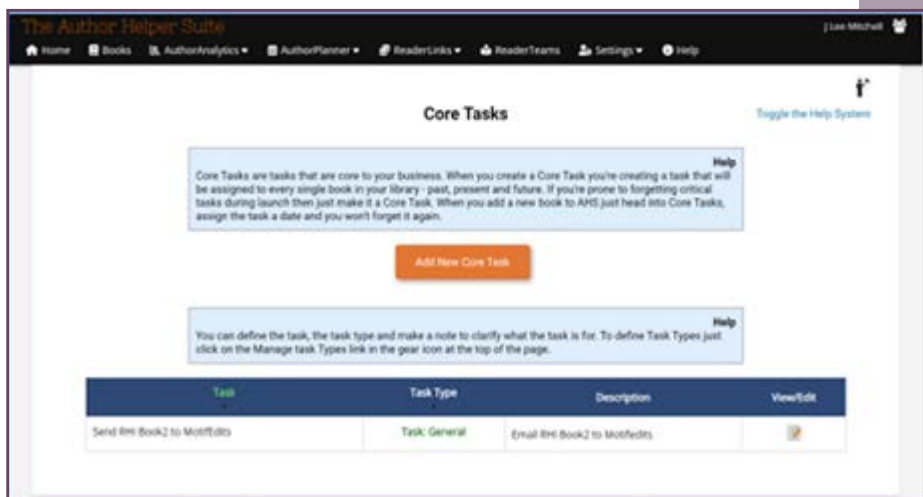 The Author Helper Suite
J Lee Mitchell
Home Books AuthorAnalytics AuthorPlanner ReaderLinks ReaderTeams Settings Help
Core Tasks
Toggle the Help System
Help
Core Tasks are tasks that are core to your business. When you create a Core Task you're creating a task that will
be assigned to every single book in your library - past, present and future. If you're prone to forgetting critical
tasks during launch then just make it a Core Task. When you add a new book to AHS just head into Core Tasks,
assign the task a date and you won't forget it again.
Add New Core Task
Help
You can define the task, the task type and make a note to clarify what the task is for. To define Task Types just
click on the Manage task Types link in the gear icon at the top of the page.
Task Task Type Description View/Edit
Send RHI Book2 to MotifEdits Task: General Email RHI Book2 to Motifedits